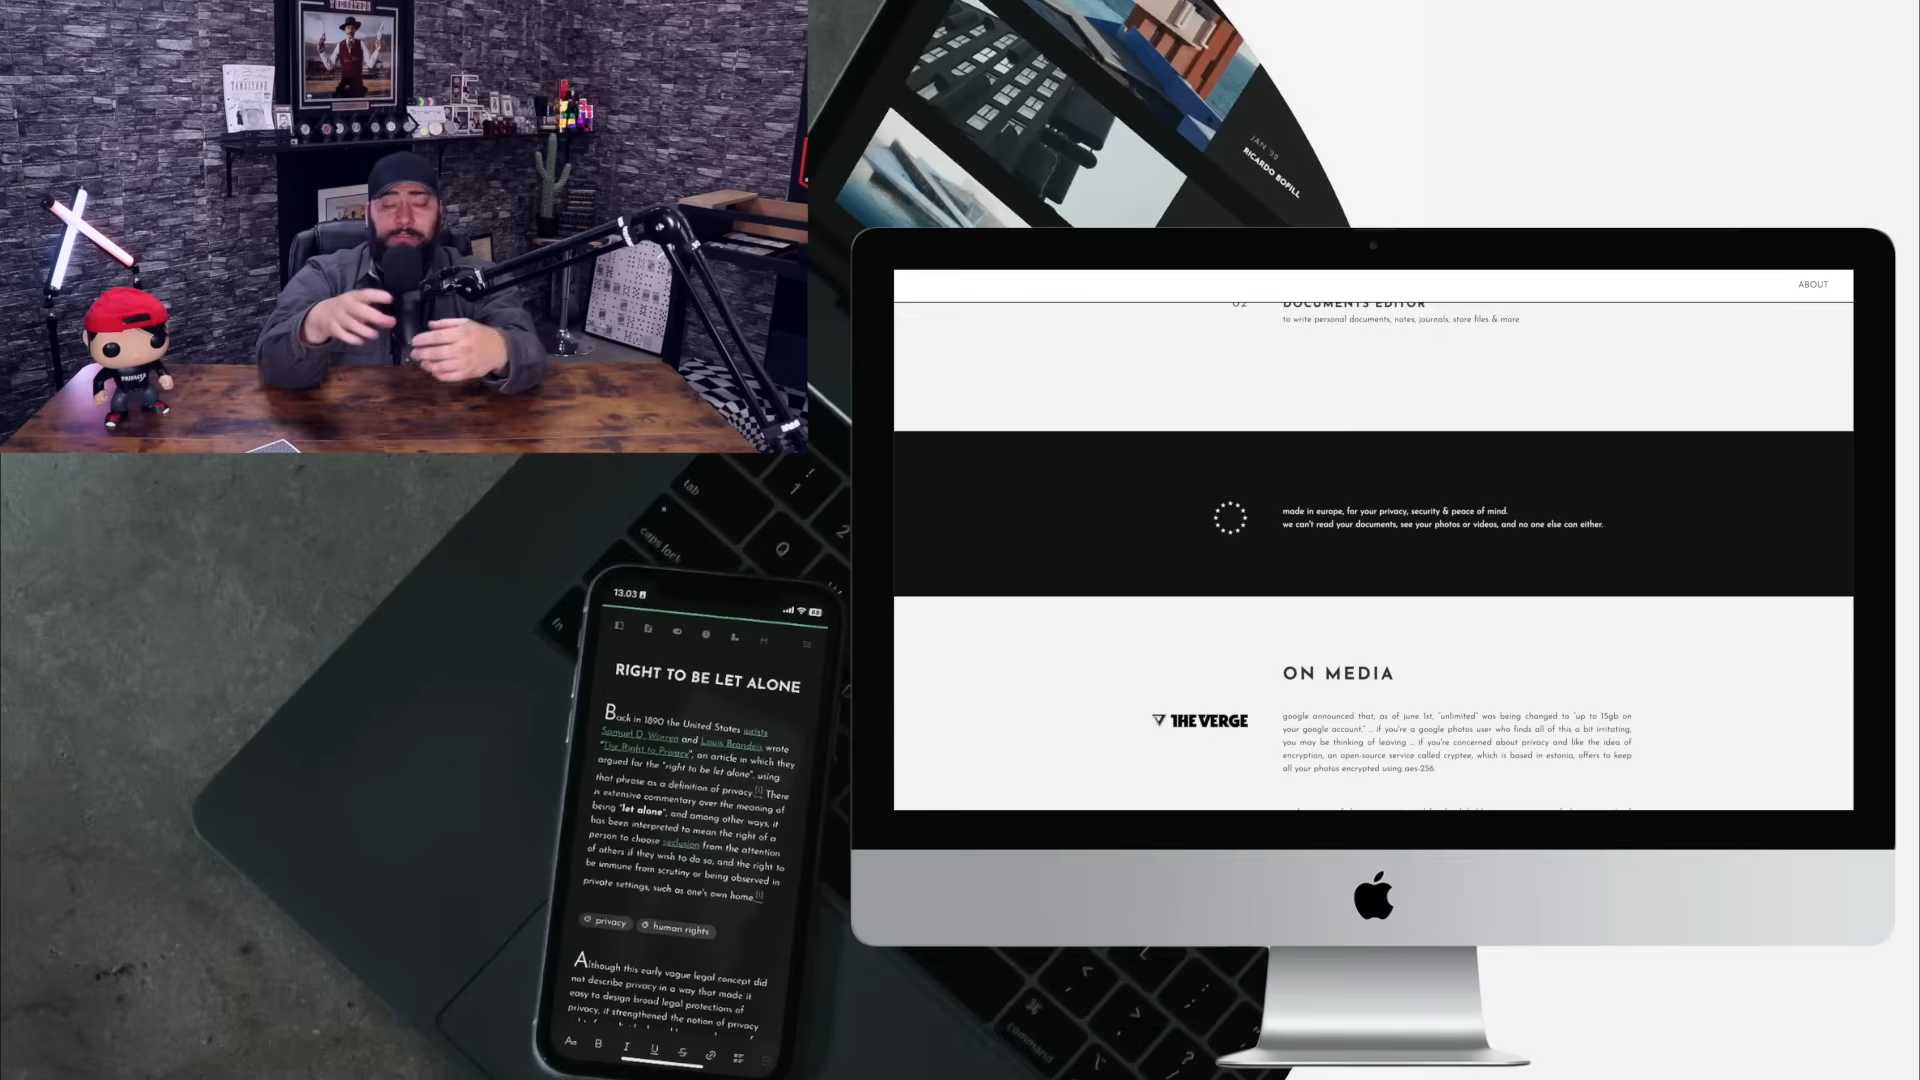 TOMBSTONE
PRIVACY
JAN '22
RICARDO BOFILL
ABOUT
02
DOCUMENTS EDITOR
to write personal documents, notes, journals, store files & more
made in europe, for your privacy, security & peace of mind.
we can't read your documents, see your photos or videos, and no one else can either.
ON MEDIA
THE VERGE
google announced that, as of june 1st, "unlimited" was being changed to "up to 15gb on
your google account." ... if you're a google photos user who finds all of this a bit irritating,
you may be thinking of leaving ... if you're concerned about privacy and like the idea of
encryption, an open-source service called cryptee, which is based in estonia, offers to keep
all your photos encrypted using aes-256.
tab
1
!
2
caps lock
Q
fn
13.03
88
RIGHT TO BE LET ALONE
Back in 1890 the United States jurists
Samuel D. Warren and Louis Brandeis wrote
"The Right to Privacy", an article in which they
argued for the "right to be let alone", using
that phrase as a definition of privacy.[1] There
is extensive commentary over the meaning of
being "let alone", and among other ways, it
has been interpreted to mean the right of a
person to choose seclusion from the attention
of others if they wish to do so, and the right to
be immune from scrutiny or being observed in
private settings, such as one's own home.[1]
privacy
human rights
Although this early vague legal concept did
not describe privacy in a way that made it
easy to design broad legal protections of
privacy, it strengthened the notion of privacy
Aa B I U S
< >
?
⌘
command
⌥